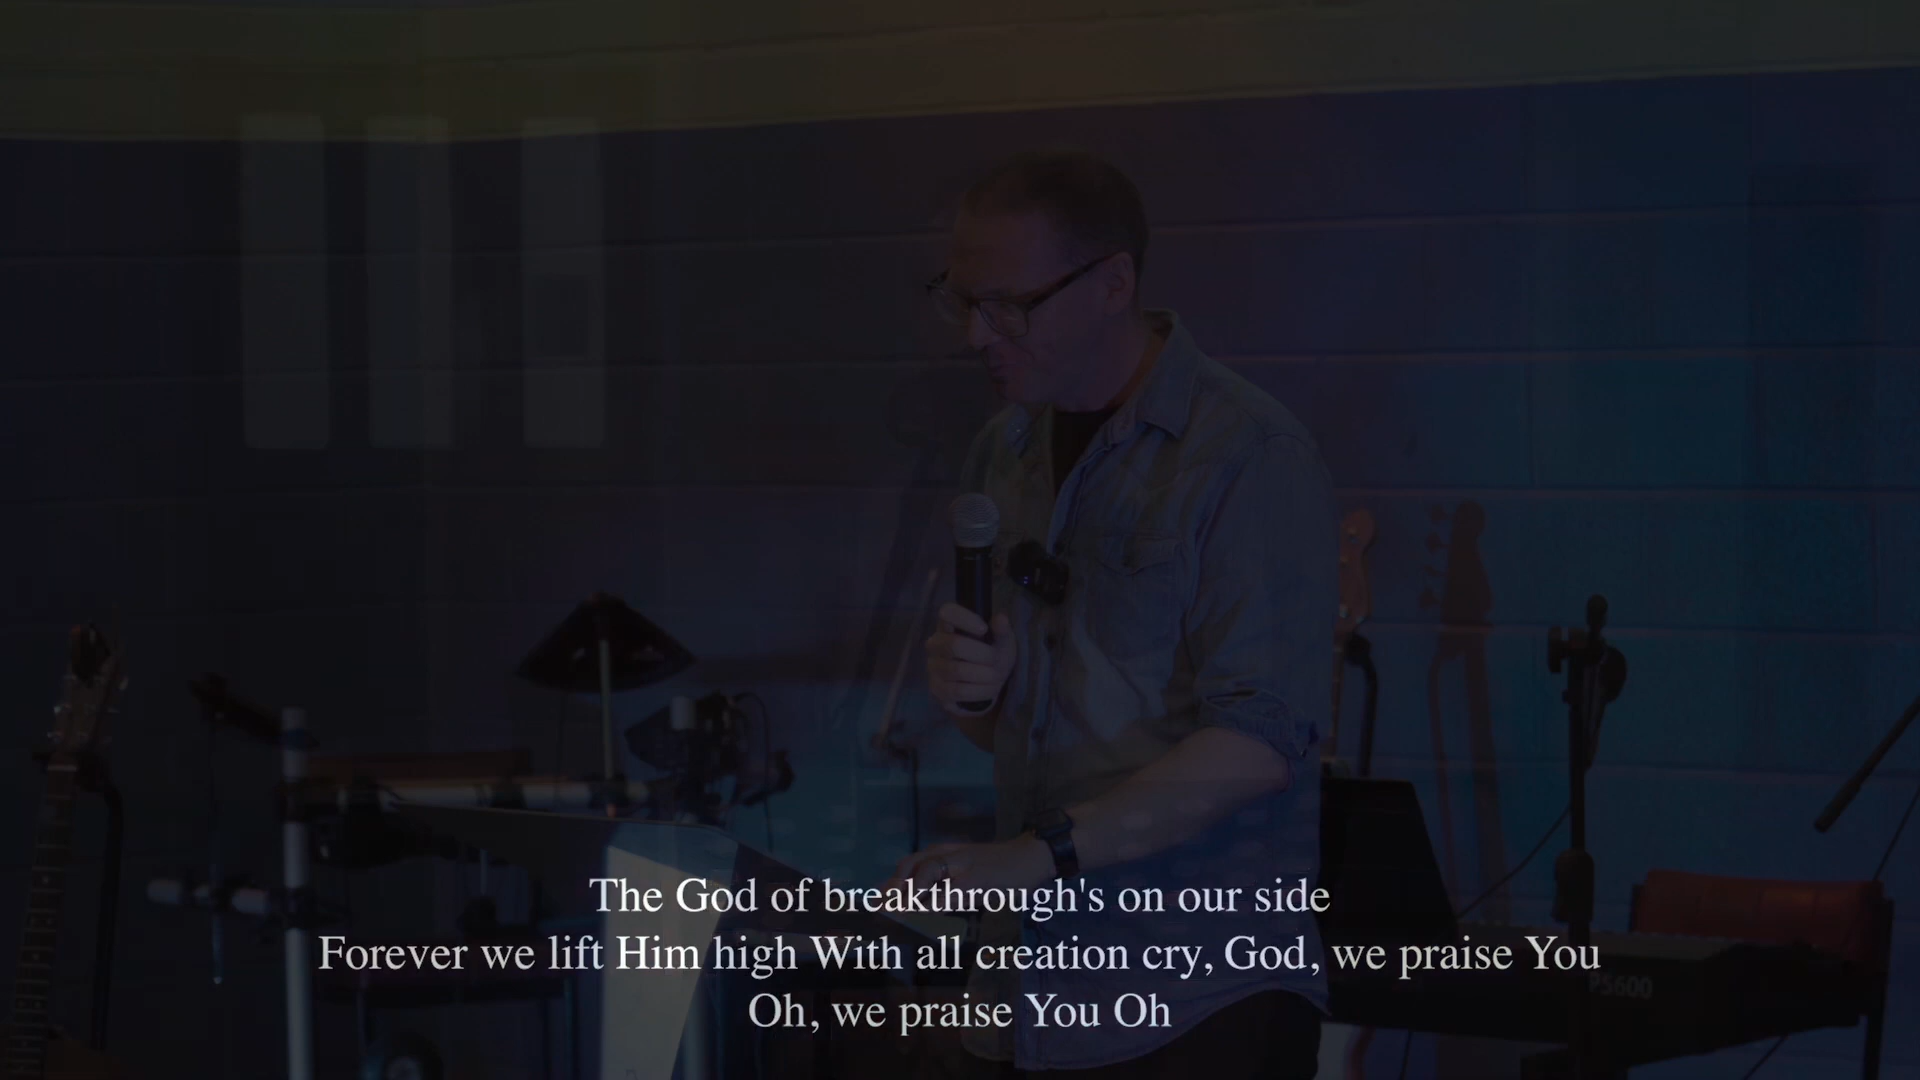 The God of breakthrough's on our side
Forever we lift Him high With all creation cry, God, we praise You
Oh, we praise You Oh
P5600